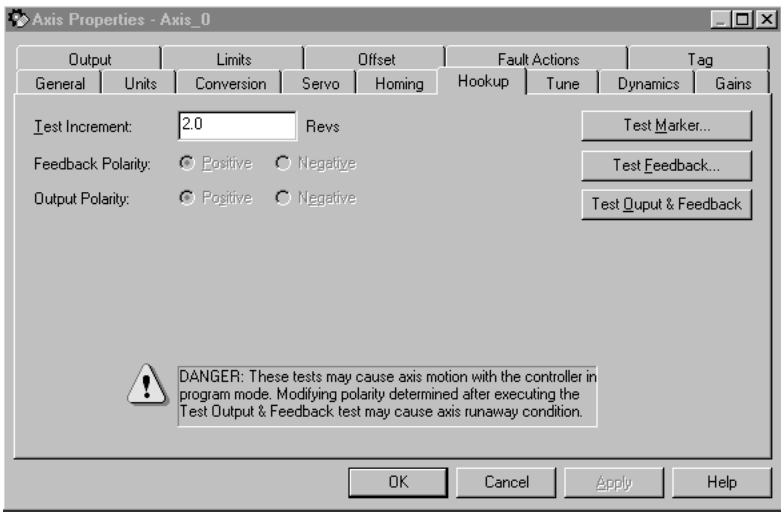 Axis Properties - Axis_0
Output Limits Offset Fault Actions Tag
General Units Conversion Servo Homing Hookup Tune Dynamics Gains
Test Increment: 2.0 Revs Test Marker...
Feedback Polarity: Positive Negative Test Feedback...
Output Polarity: Positive Negative Test Ouput & Feedback
DANGER: These tests may cause axis motion with the controller in
program mode. Modifying polarity determined after executing the
Test Output & Feedback test may cause axis runaway condition.
OK Cancel Apply Help